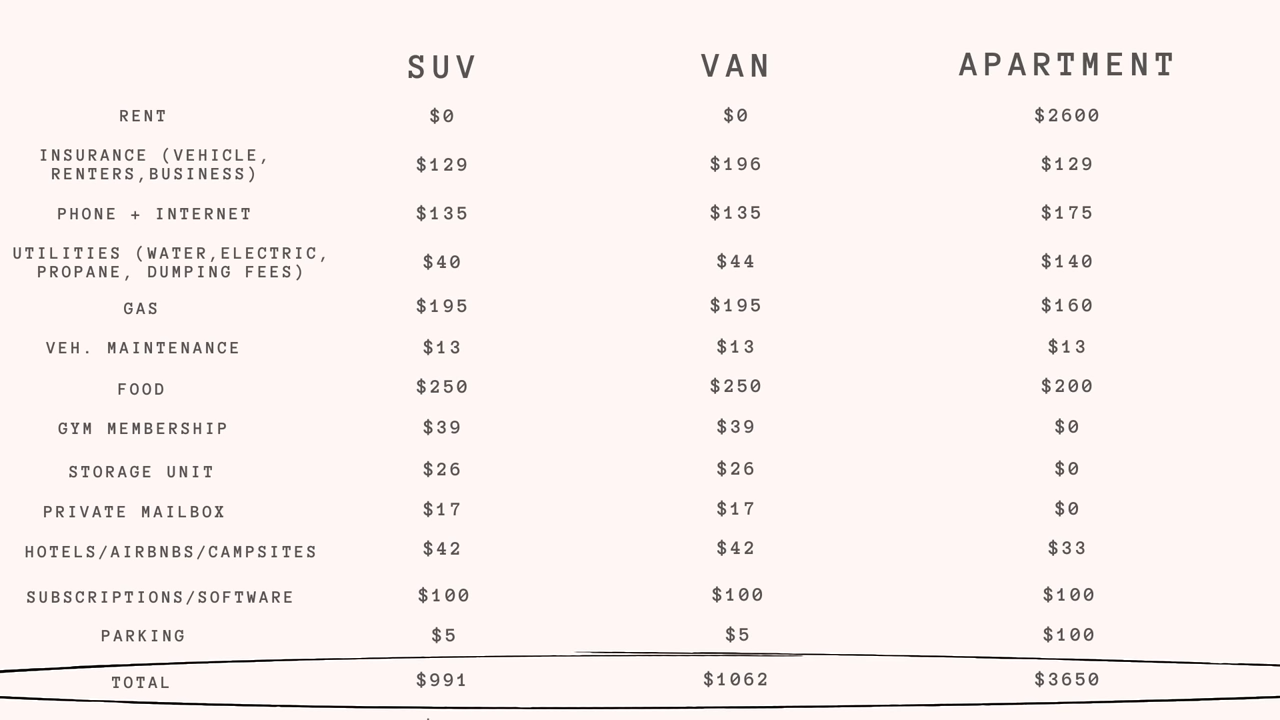 SUV VAN APARTMENT
RENT $0 $0 $2600
INSURANCE (VEHICLE,
RENTERS,BUSINESS) $129 $196 $129
PHONE + INTERNET $135 $135 $175
UTILITIES (WATER,ELECTRIC,
PROPANE, DUMPING FEES) $40 $44 $140
GAS $195 $195 $160
VEH. MAINTENANCE $13 $13 $13
FOOD $250 $250 $200
GYM MEMBERSHIP $39 $39 $0
STORAGE UNIT $26 $26 $0
PRIVATE MAILBOX $17 $17 $0
HOTELS/AIRBNBS/CAMPSITES $42 $42 $33
SUBSCRIPTIONS/SOFTWARE $100 $100 $100
PARKING $5 $5 $100
TOTAL $991 $1062 $3650